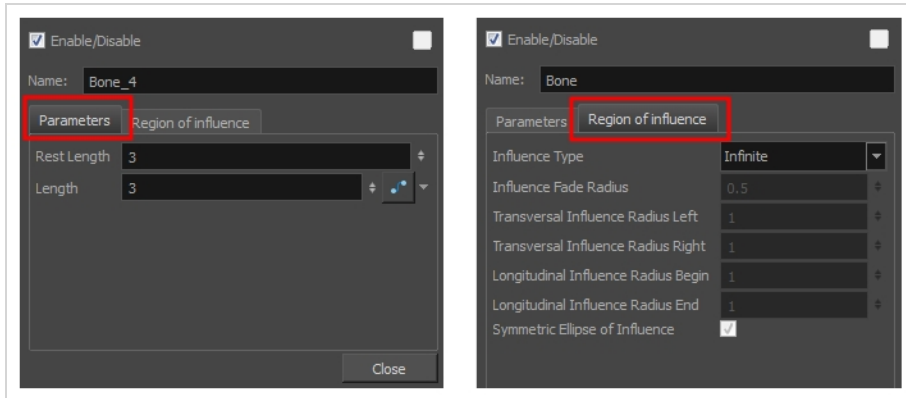 Enable/Disable
Name: Bone_4
Parameters Region of influence
Rest Length 3
Length 3
Close
Enable/Disable
Name: Bone
Parameters Region of influence
Influence Type Infinite
Influence Fade Radius 0.5
Transversal Influence Radius Left 1
Transversal Influence Radius Right 1
Longitudinal Influence Radius Begin 1
Longitudinal Influence Radius End 1
Symmetric Ellipse of Influence